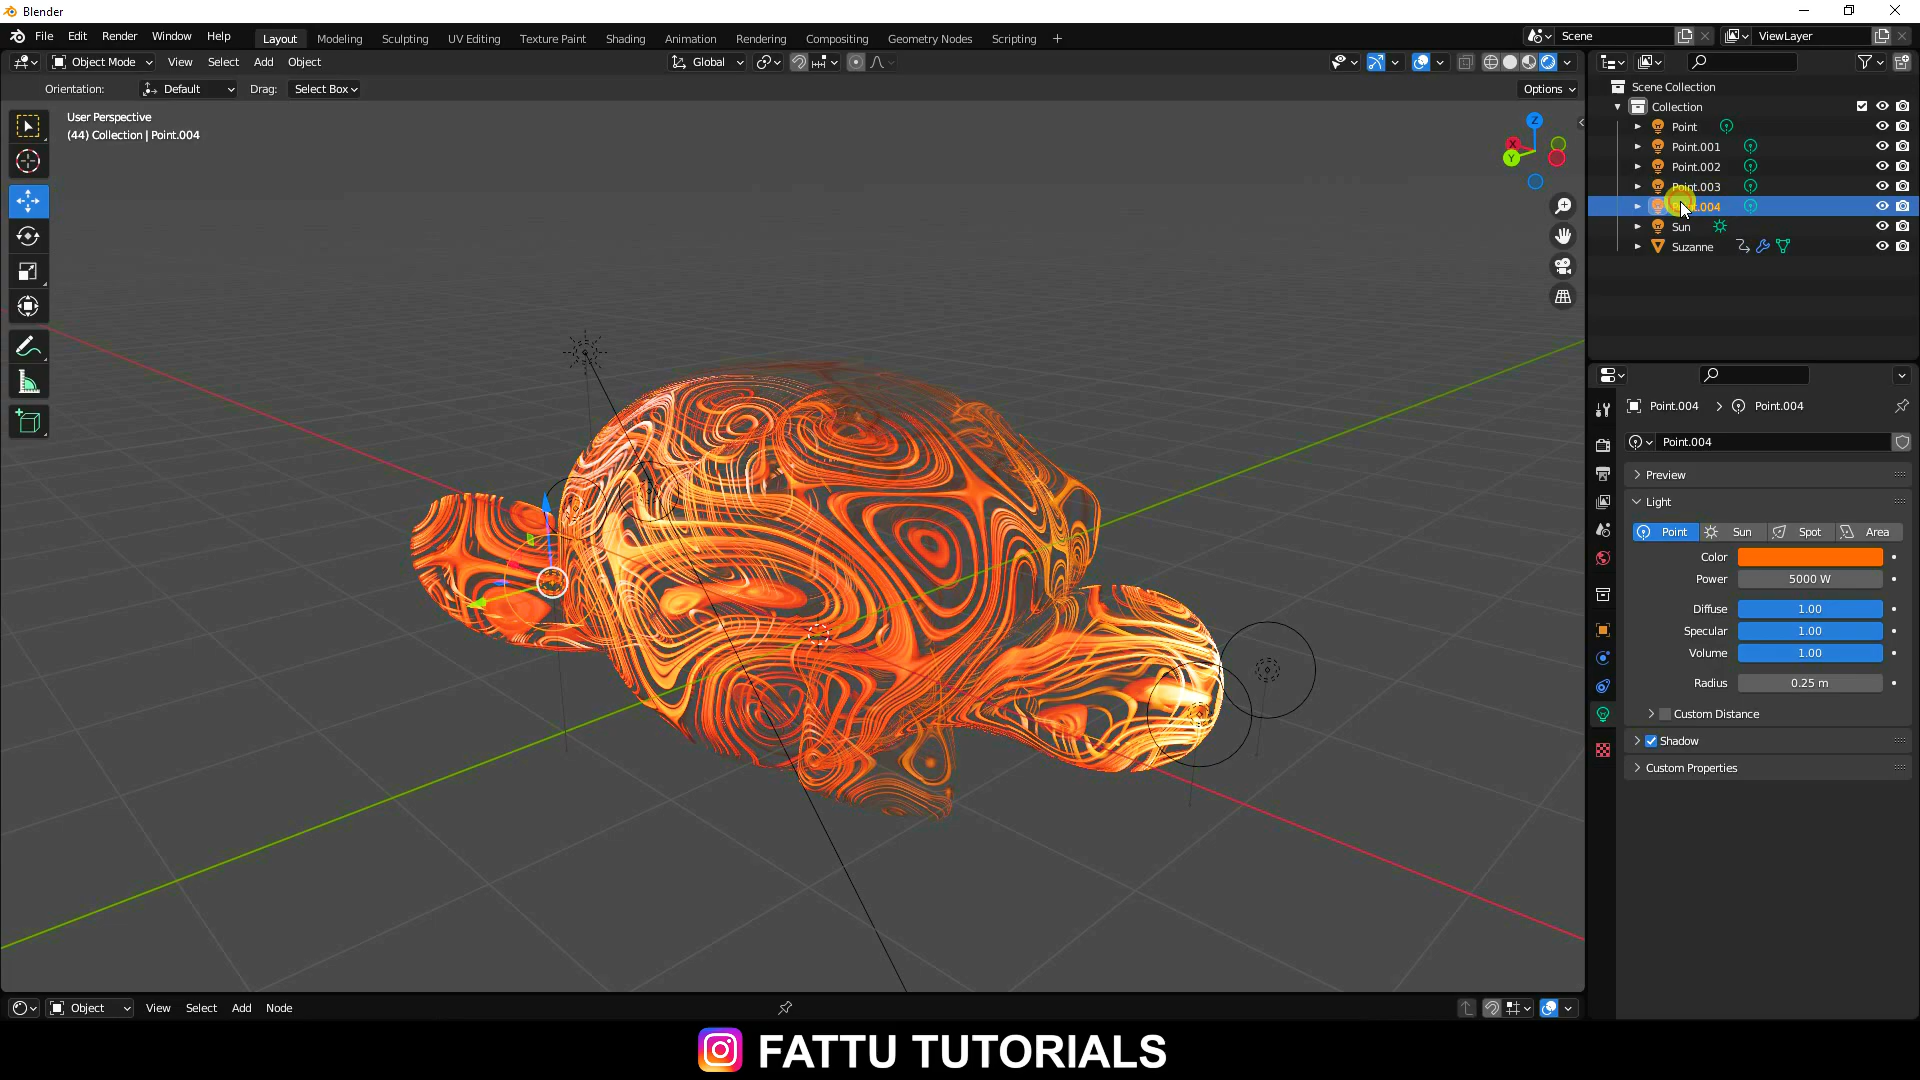 Blender
File Edit Render Window Help
Layout Modeling Sculpting UV Editing Texture Paint Shading Animation Rendering Compositing Geometry Nodes Scripting +
Scene
ViewLayer
Object Mode View Select Add Object
Global
Orientation: Default Drag: Select Box
Options
User Perspective
(44) Collection | Point.004
Z
X
Y
Scene Collection
Collection
Point
Point.001
Point.002
Point.003
Point.004
Sun
Suzanne
Point.004 > Point.004
Point.004
Preview
Light
Point Sun Spot Area
Color
Power 5000 W
Diffuse 1.00
Specular 1.00
Volume 1.00
Radius 0.25 m
Custom Distance
Shadow
Custom Properties
Object View Select Add Node
FATTU TUTORIALS